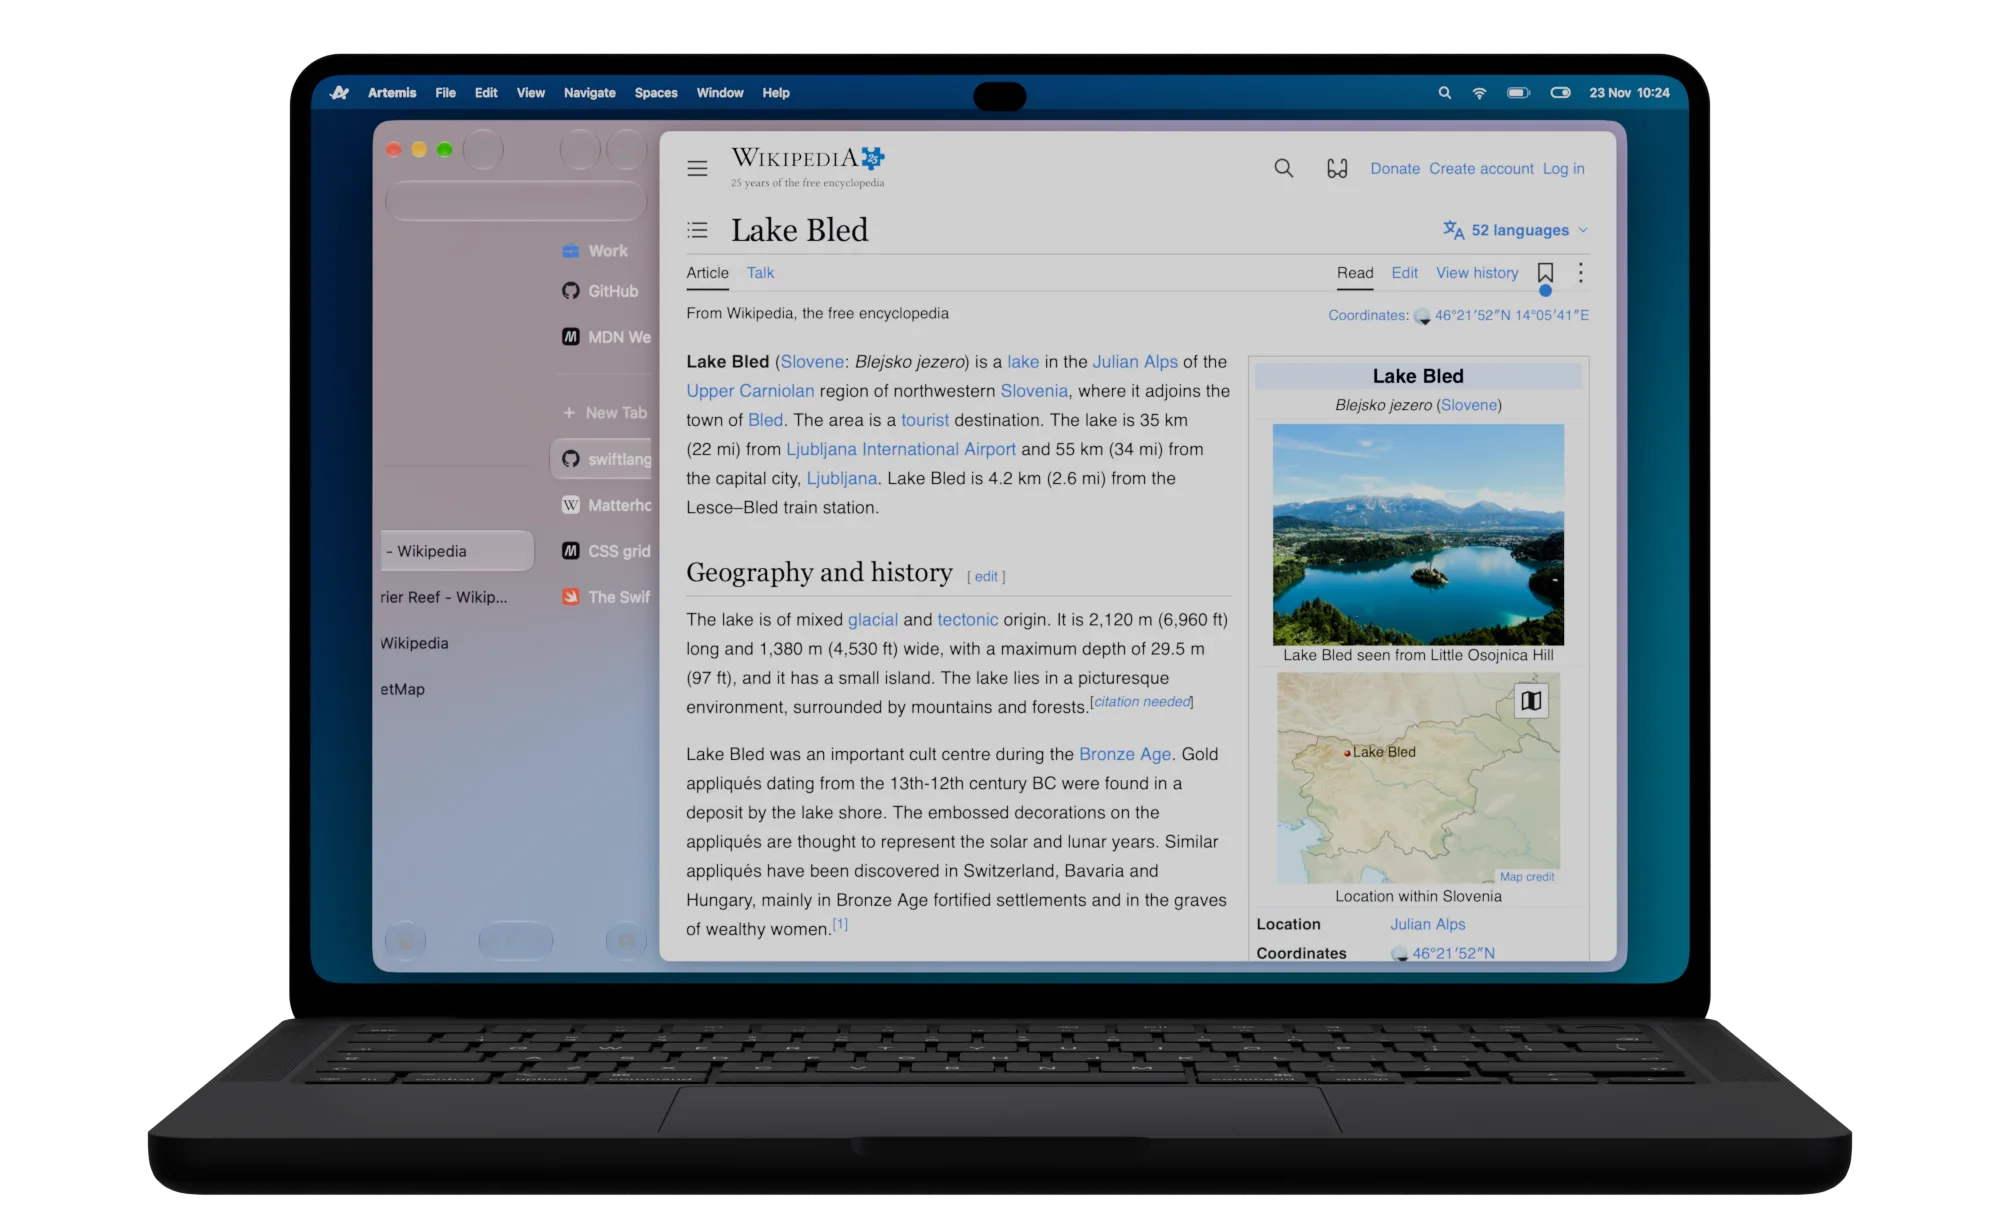 Artemis File Edit View Navigate Spaces Window Help
23 Nov 10:24
Work
GitHub
MDN We
+ New Tab
swiftlang
Matterho
CSS grid
The Swif
- Wikipedia
rier Reef - Wikip...
Wikipedia
etMap
WIKIPEDIA 25
25 years of the free encyclopedia
Donate Create account Log in
Lake Bled
52 languages
Article Talk
Read Edit View history
From Wikipedia, the free encyclopedia
Coordinates: 46°21′52″N 14°05′41″E
Lake Bled (Slovene: Blejsko jezero) is a lake in the Julian Alps of the
Upper Carniolan region of northwestern Slovenia, where it adjoins the
town of Bled. The area is a tourist destination. The lake is 35 km
(22 mi) from Ljubljana International Airport and 55 km (34 mi) from
the capital city, Ljubljana. Lake Bled is 4.2 km (2.6 mi) from the
Lesce–Bled train station.
Geography and history [ edit ]
The lake is of mixed glacial and tectonic origin. It is 2,120 m (6,960 ft)
long and 1,380 m (4,530 ft) wide, with a maximum depth of 29.5 m
(97 ft), and it has a small island. The lake lies in a picturesque
environment, surrounded by mountains and forests.[citation needed]
Lake Bled was an important cult centre during the Bronze Age. Gold
appliqués dating from the 13th-12th century BC were found in a
deposit by the lake shore. The embossed decorations on the
appliqués are thought to represent the solar and lunar years. Similar
appliqués have been discovered in Switzerland, Bavaria and
Hungary, mainly in Bronze Age fortified settlements and in the graves
of wealthy women.[1]
Lake Bled
Blejsko jezero (Slovene)
Lake Bled seen from Little Osojnica Hill
Lake Bled
Map credit
Location within Slovenia
Location Julian Alps
Coordinates 46°21′52″N